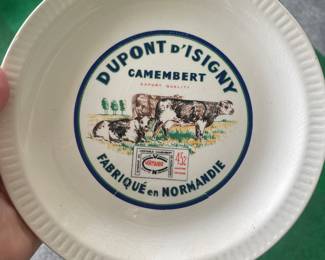 DUPONT D'ISIGNY
CAMEMBERT
EXPORT QUALITY
45%
FABRIQUÉ en NORMANDIE